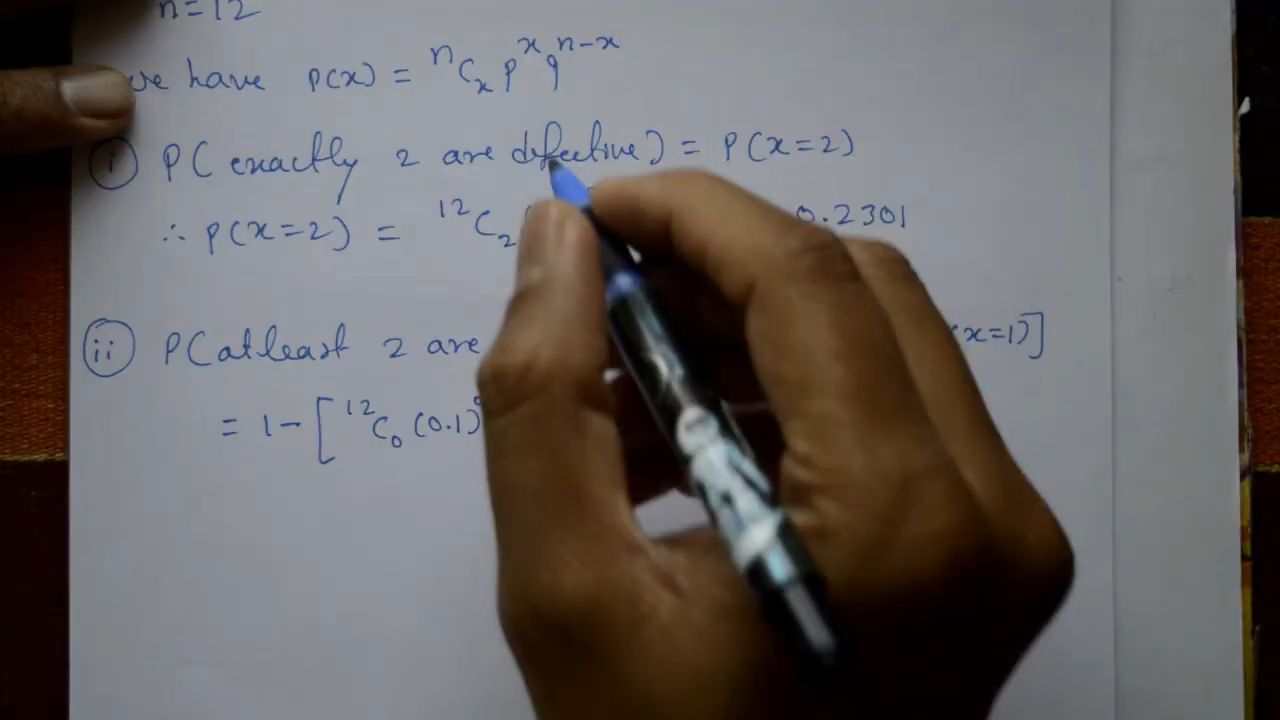 n=12
we have p(x) = ⁿCₓ pˣ qⁿ⁻ˣ
(i) P(exactly 2 are defective) = P(x=2)
∴ p(x=2) = ¹²C₂ 0.2301
(ii) P(atleast 2 are (x=1)]
= 1-[¹²C₀ (0.1)⁰